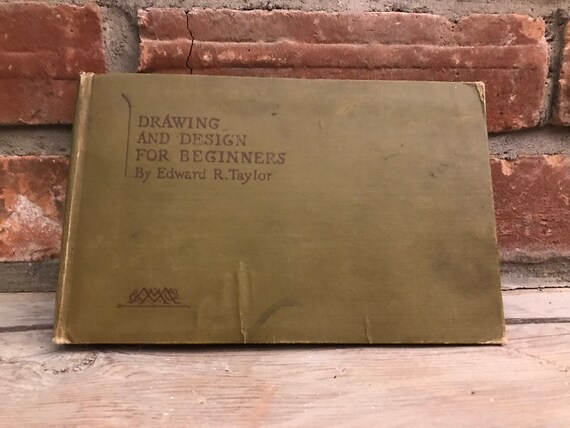 DRAWING
AND DESIGN
FOR BEGINNERS
By Edward R. Taylor